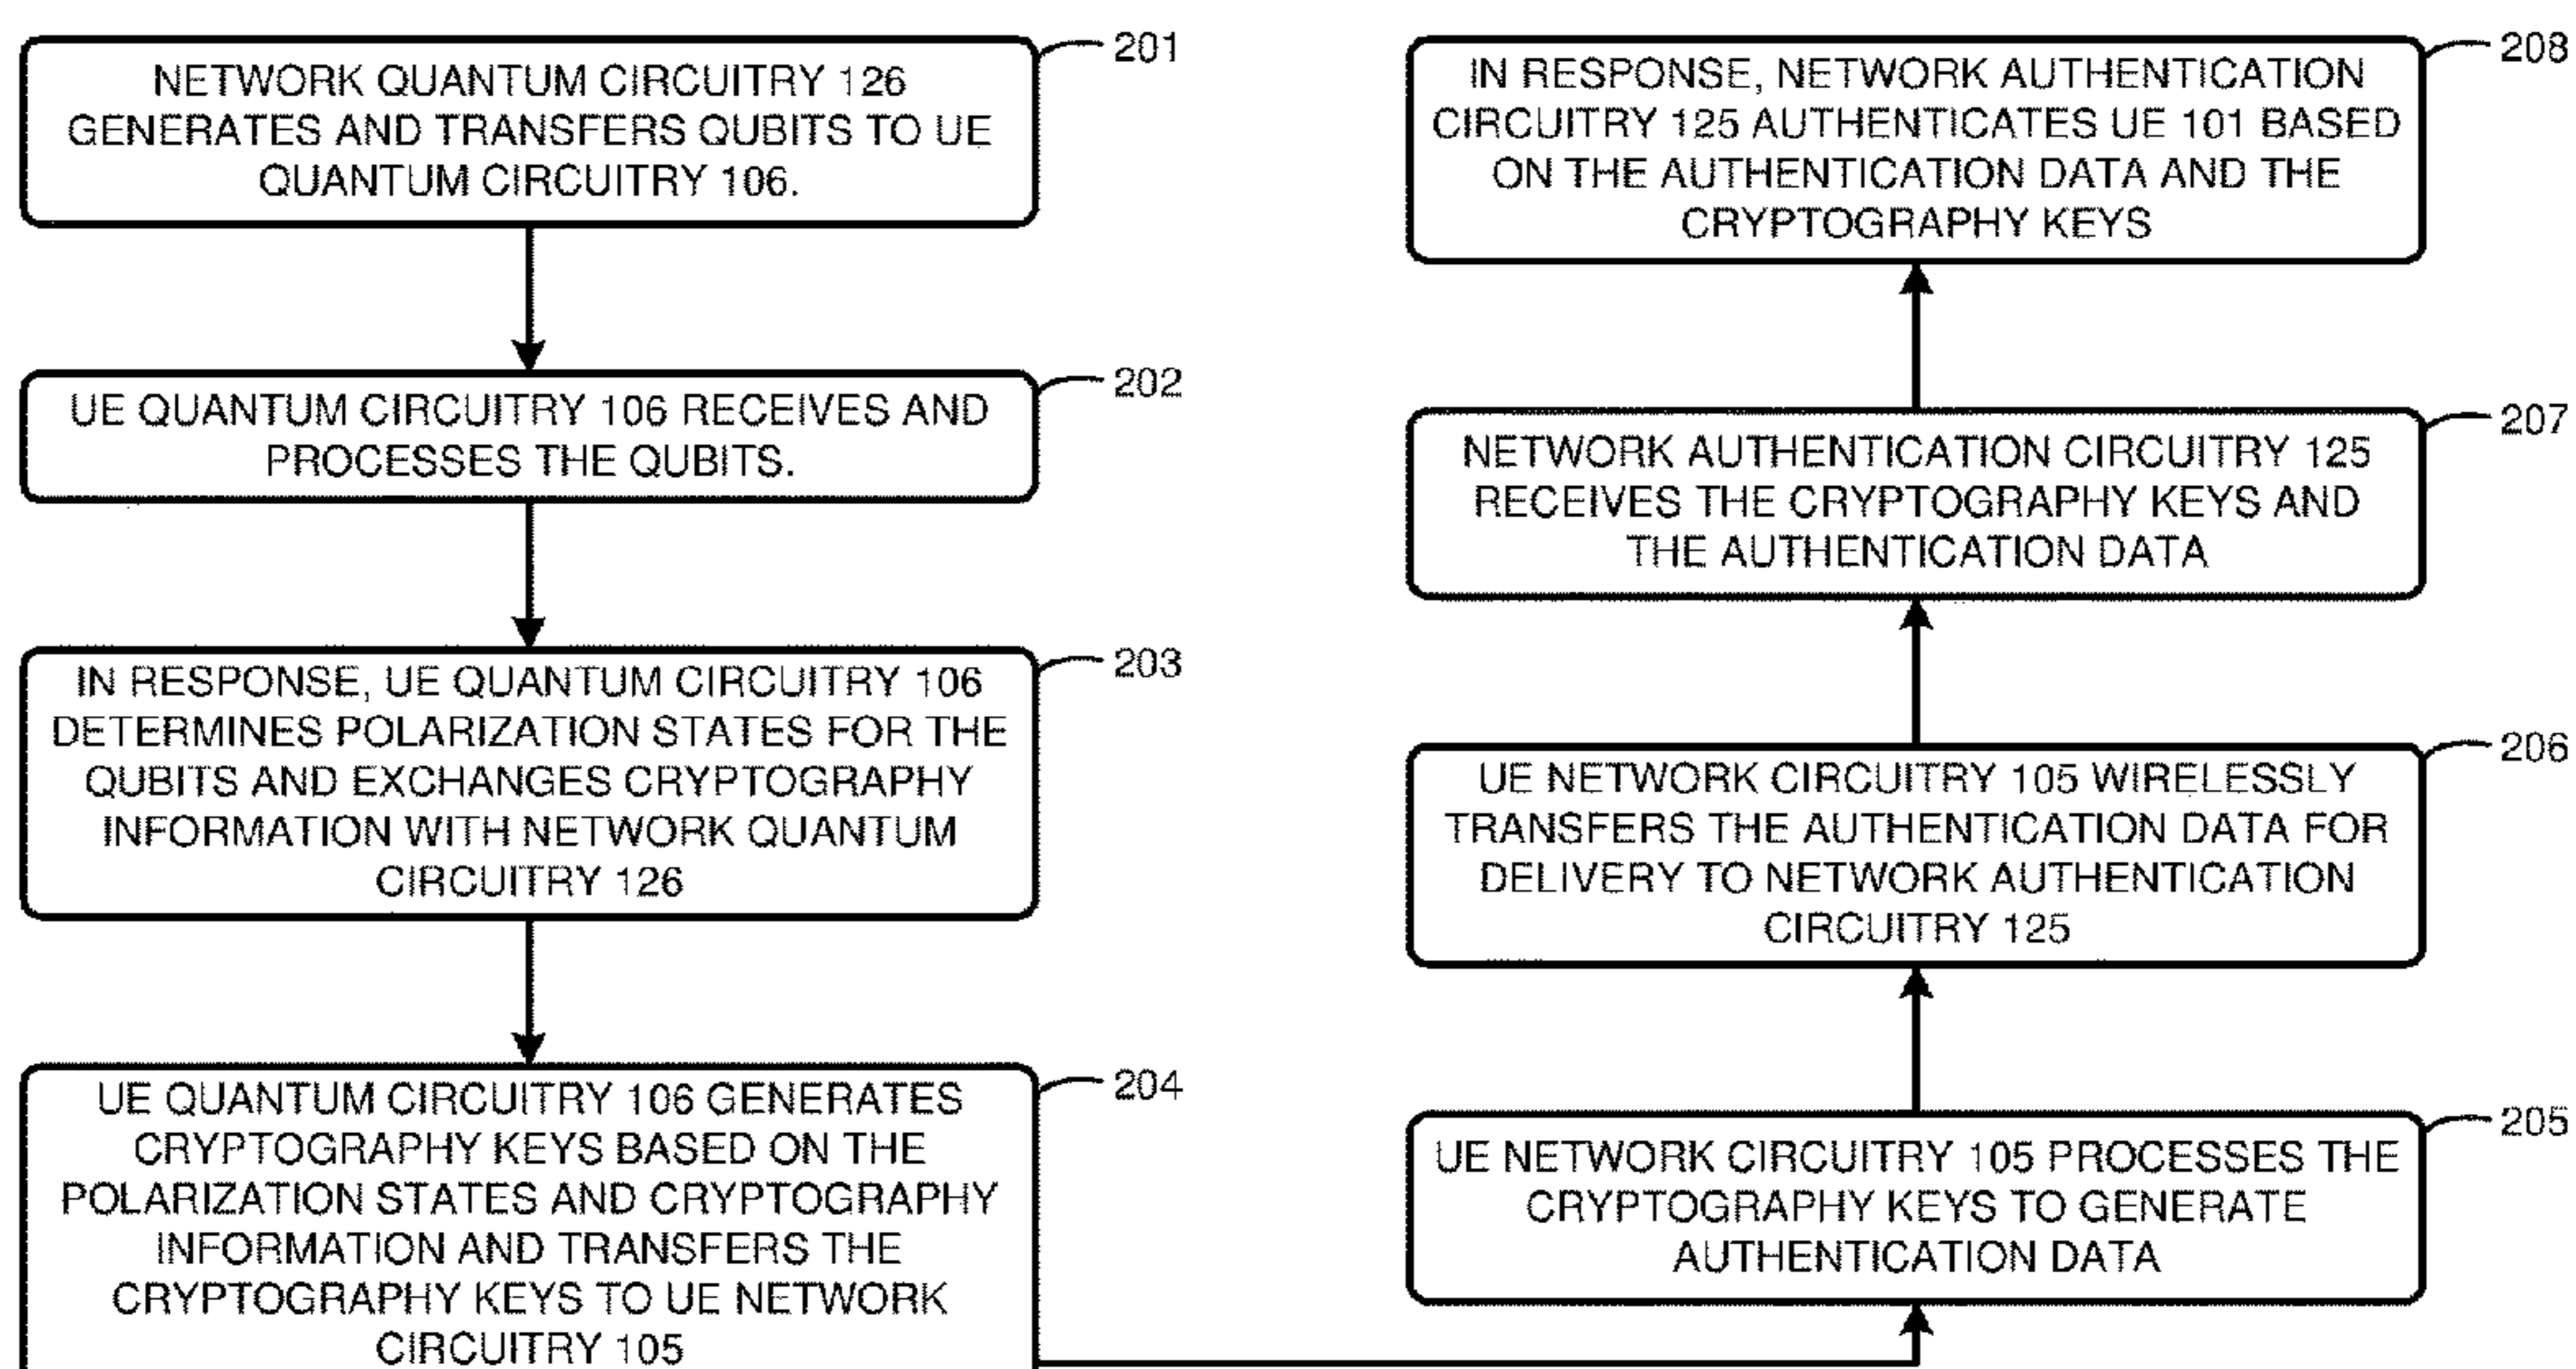 201
NETWORK QUANTUM CIRCUITRY 126
GENERATES AND TRANSFERS QUBITS TO UE
QUANTUM CIRCUITRY 106.
202
UE QUANTUM CIRCUITRY 106 RECEIVES AND
PROCESSES THE QUBITS.
203
IN RESPONSE, UE QUANTUM CIRCUITRY 106
DETERMINES POLARIZATION STATES FOR THE
QUBITS AND EXCHANGES CRYPTOGRAPHY
INFORMATION WITH NETWORK QUANTUM
CIRCUITRY 126
204
UE QUANTUM CIRCUITRY 106 GENERATES
CRYPTOGRAPHY KEYS BASED ON THE
POLARIZATION STATES AND CRYPTOGRAPHY
INFORMATION AND TRANSFERS THE
CRYPTOGRAPHY KEYS TO UE NETWORK
CIRCUITRY 105
205
UE NETWORK CIRCUITRY 105 PROCESSES THE
CRYPTOGRAPHY KEYS TO GENERATE
AUTHENTICATION DATA
206
UE NETWORK CIRCUITRY 105 WIRELESSLY
TRANSFERS THE AUTHENTICATION DATA FOR
DELIVERY TO NETWORK AUTHENTICATION
CIRCUITRY 125
207
NETWORK AUTHENTICATION CIRCUITRY 125
RECEIVES THE CRYPTOGRAPHY KEYS AND
THE AUTHENTICATION DATA
208
IN RESPONSE, NETWORK AUTHENTICATION
CIRCUITRY 125 AUTHENTICATES UE 101 BASED
ON THE AUTHENTICATION DATA AND THE
CRYPTOGRAPHY KEYS